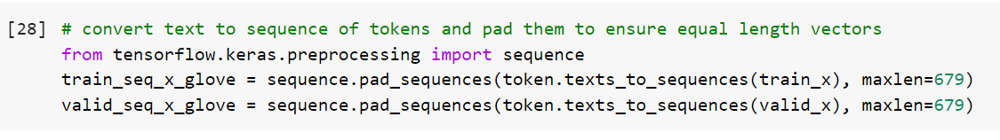 [28] # convert text to sequence of tokens and pad them to ensure equal length vectors
from tensorflow.keras.preprocessing import sequence
train_seq_x_glove = sequence.pad_sequences(token.texts_to_sequences(train_x), maxlen=679)
valid_seq_x_glove = sequence.pad_sequences(token.texts_to_sequences(valid_x), maxlen=679)